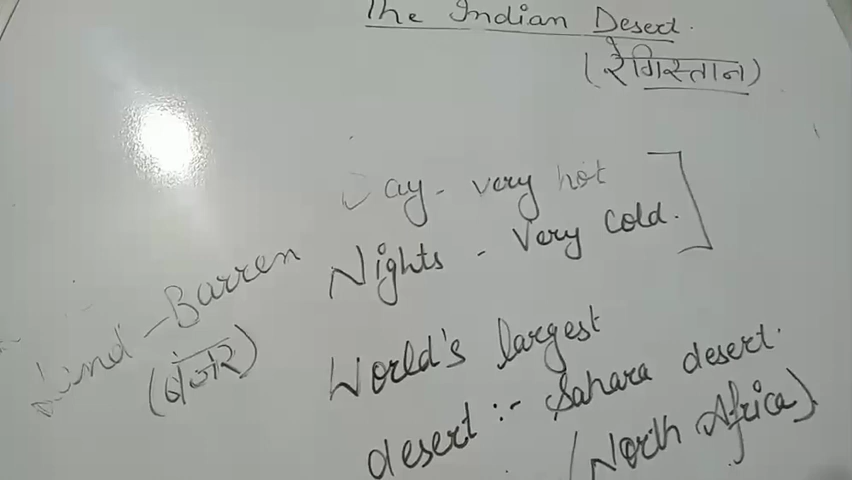 The Indian Desert.
(रेगिस्तान)
Day - very hot
Nights - Very cold.
Land - Barren
(बंजर)
World's largest
desert :- Sahara desert.
(North Africa)